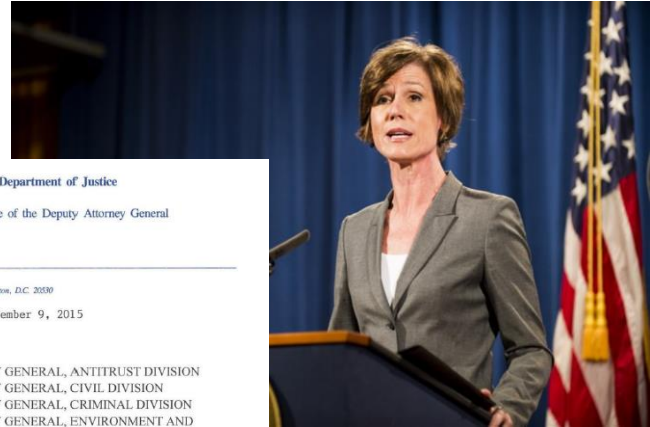 Department of Justice
e of the Deputy Attorney General
D.C. 20530
ember 9, 2015
GENERAL, ANTITRUST DIVISION
GENERAL, CIVIL DIVISION
GENERAL, CRIMINAL DIVISION
GENERAL, ENVIRONMENT AND